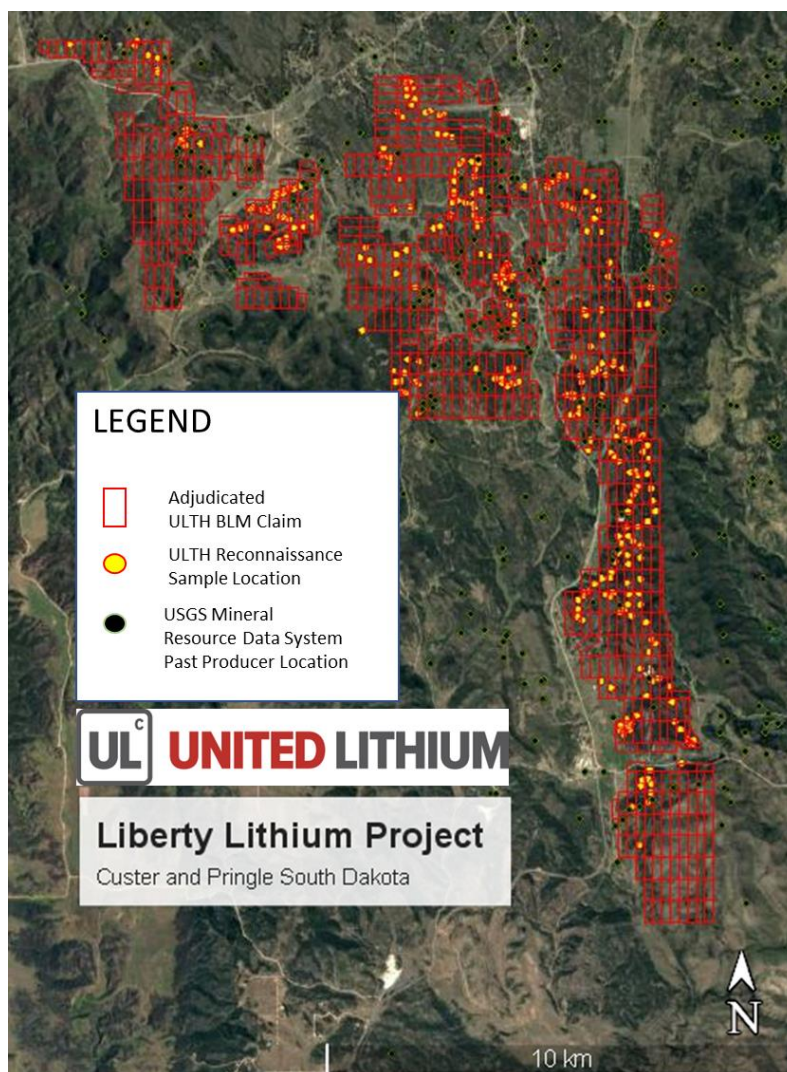 LEGEND
Adjudicated
ULTH BLM Claim
ULTH Reconnaissance
Sample Location
USGS Mineral
Resource Data System
Past Producer Location
UL C UNITED LITHIUM
Liberty Lithium Project
Custer and Pringle South Dakota
N
10 km